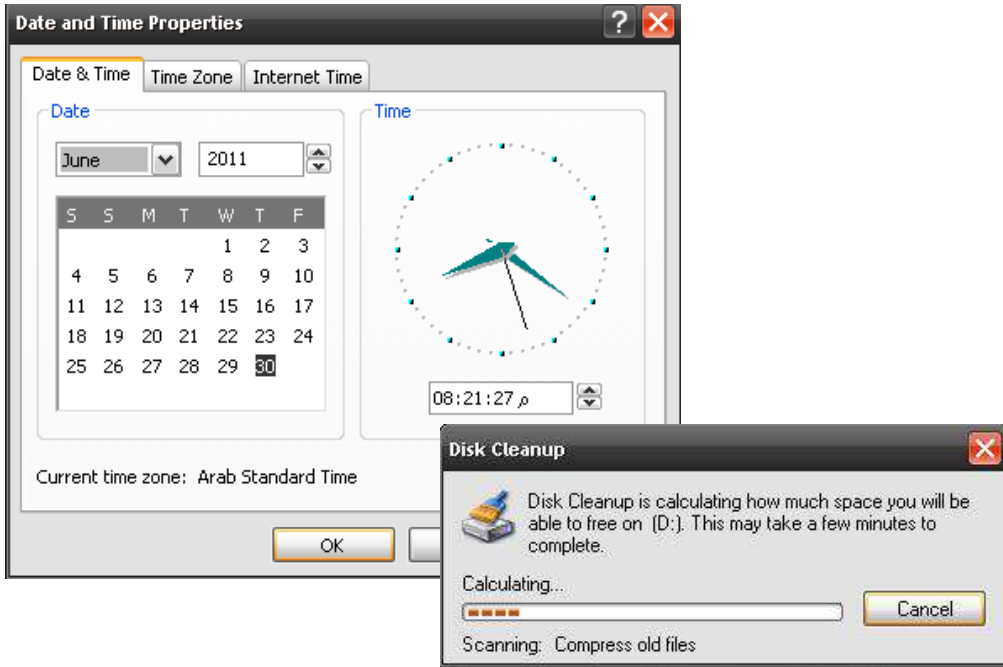 Date and Time Properties
Date & Time
Time Zone
Internet Time
Date
Time
June
2011
S S M T W T F
1 2 3
4 5 6 7 8 9 10
11 12 13 14 15 16 17
18 19 20 21 22 23 24
25 26 27 28 29 30
08:21:27 م
Current time zone: Arab Standard Time
OK
Disk Cleanup
Disk Cleanup is calculating how much space you will be
able to free on (D:). This may take a few minutes to
complete.
Calculating...
Cancel
Scanning: Compress old files